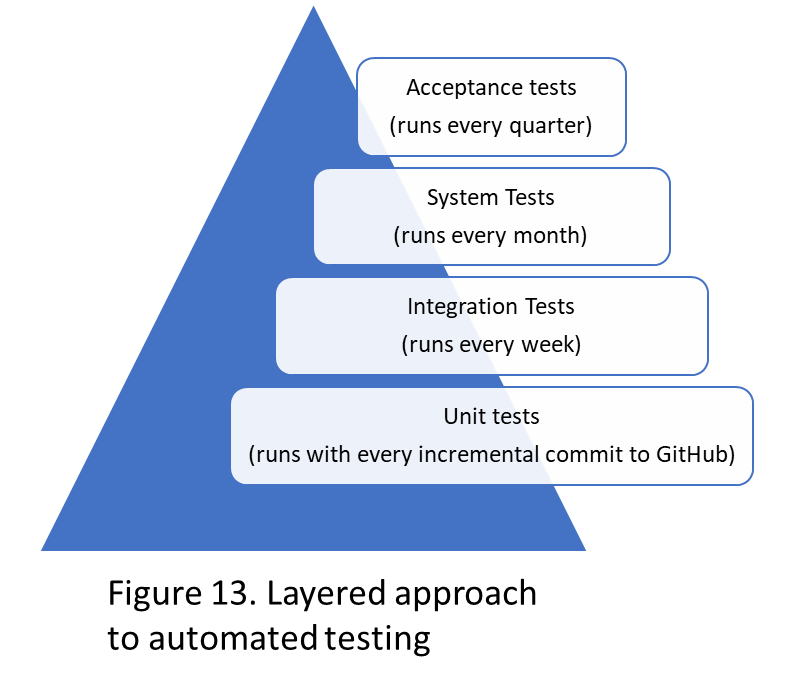 Acceptance tests
(runs every quarter)
System Tests
(runs every month)
Integration Tests
(runs every week)
Unit tests
(runs with every incremental commit to GitHub)
Figure 13. Layered approach
to automated testing